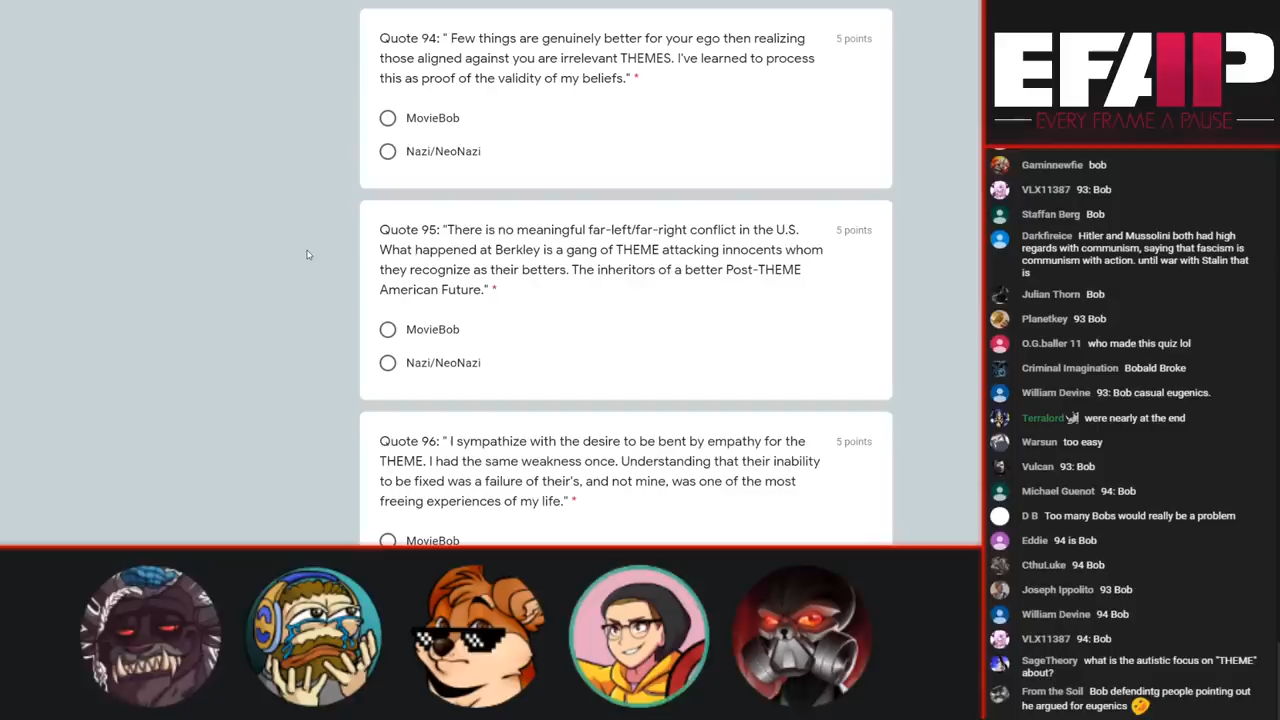 Quote 94: " Few things are genuinely better for your ego then realizing
those aligned against you are irrelevant THEMES. I've learned to process
this as proof of the validity of my beliefs." *
5 points
MovieBob
Nazi/NeoNazi
Quote 95: "There is no meaningful far-left/far-right conflict in the U.S.
What happened at Berkley is a gang of THEME attacking innocents whom
they recognize as their betters. The inheritors of a better Post-THEME
American Future." *
5 points
MovieBob
Nazi/NeoNazi
Quote 96: " I sympathize with the desire to be bent by empathy for the
THEME. I had the same weakness once. Understanding that their inability
to be fixed was a failure of their's, and not mine, was one of the most
freeing experiences of my life." *
5 points
MovieBob
EFAP
EVERY FRAME A PAUSE
Gaminnewfie bob
VLX11387 93: Bob
Staffan Berg Bob
Darkfireice Hitler and Mussolini both had high
regards with communism, saying that fascism is
communism with action. until war with Stalin that
is
Julian Thorn Bob
Planetkey 93 Bob
O.G.baller 11 who made this quiz lol
Criminal Imagination Bobald Broke
William Devine 93: Bob casual eugenics.
Terralord were nearly at the end
Warsun too easy
Vulcan 93: Bob
Michael Guenot 94: Bob
D B Too many Bobs would really be a problem
Eddie 94 is Bob
CthuLuke 94 Bob
Joseph Ippolito 93 Bob
William Devine 94 Bob
VLX11387 94: Bob
SageTheory what is the autistic focus on "THEME"
about?
From the Soil Bob defendintg people pointing out
he argued for eugenics